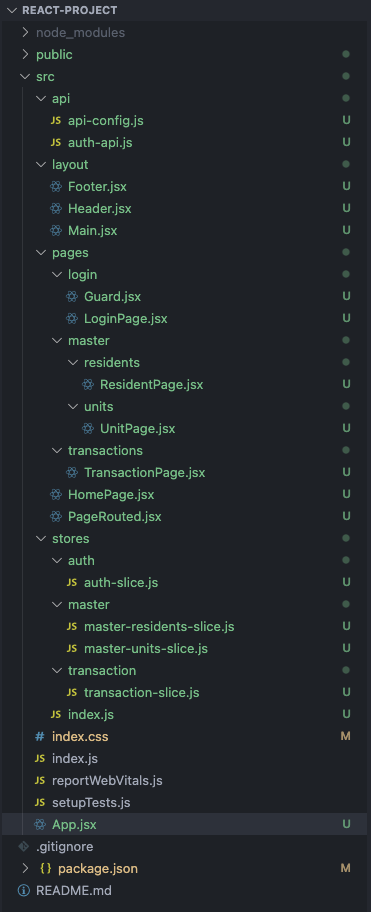 REACT-PROJECT
node_modules
public
src
api
JS api-config.js U
JS auth-api.js U
layout
Footer.jsx U
Header.jsx U
Main.jsx U
pages
login
Guard.jsx U
LoginPage.jsx U
master
residents
ResidentPage.jsx U
units
UnitPage.jsx U
transactions
TransactionPage.jsx U
HomePage.jsx U
PageRouted.jsx U
stores
auth
JS auth-slice.js U
master
JS master-residents-slice.js U
JS master-units-slice.js U
transaction
JS transaction-slice.js U
JS index.js U
# index.css M
JS index.js
JS reportWebVitals.js
JS setupTests.js
App.jsx U
.gitignore
{} package.json M
README.md